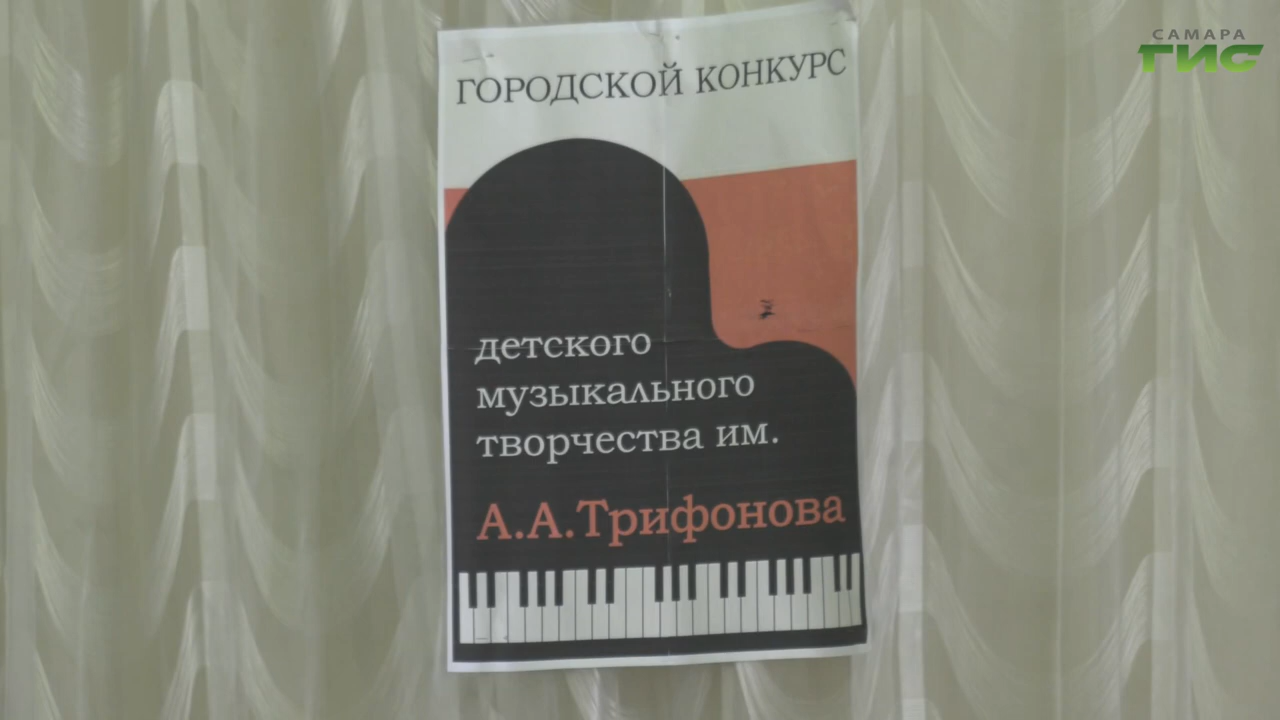 САМАРА
ГИС
ГОРОДСКОЙ КОНКУРС
детского
музыкального
творчества им.
А.А.Трифонова